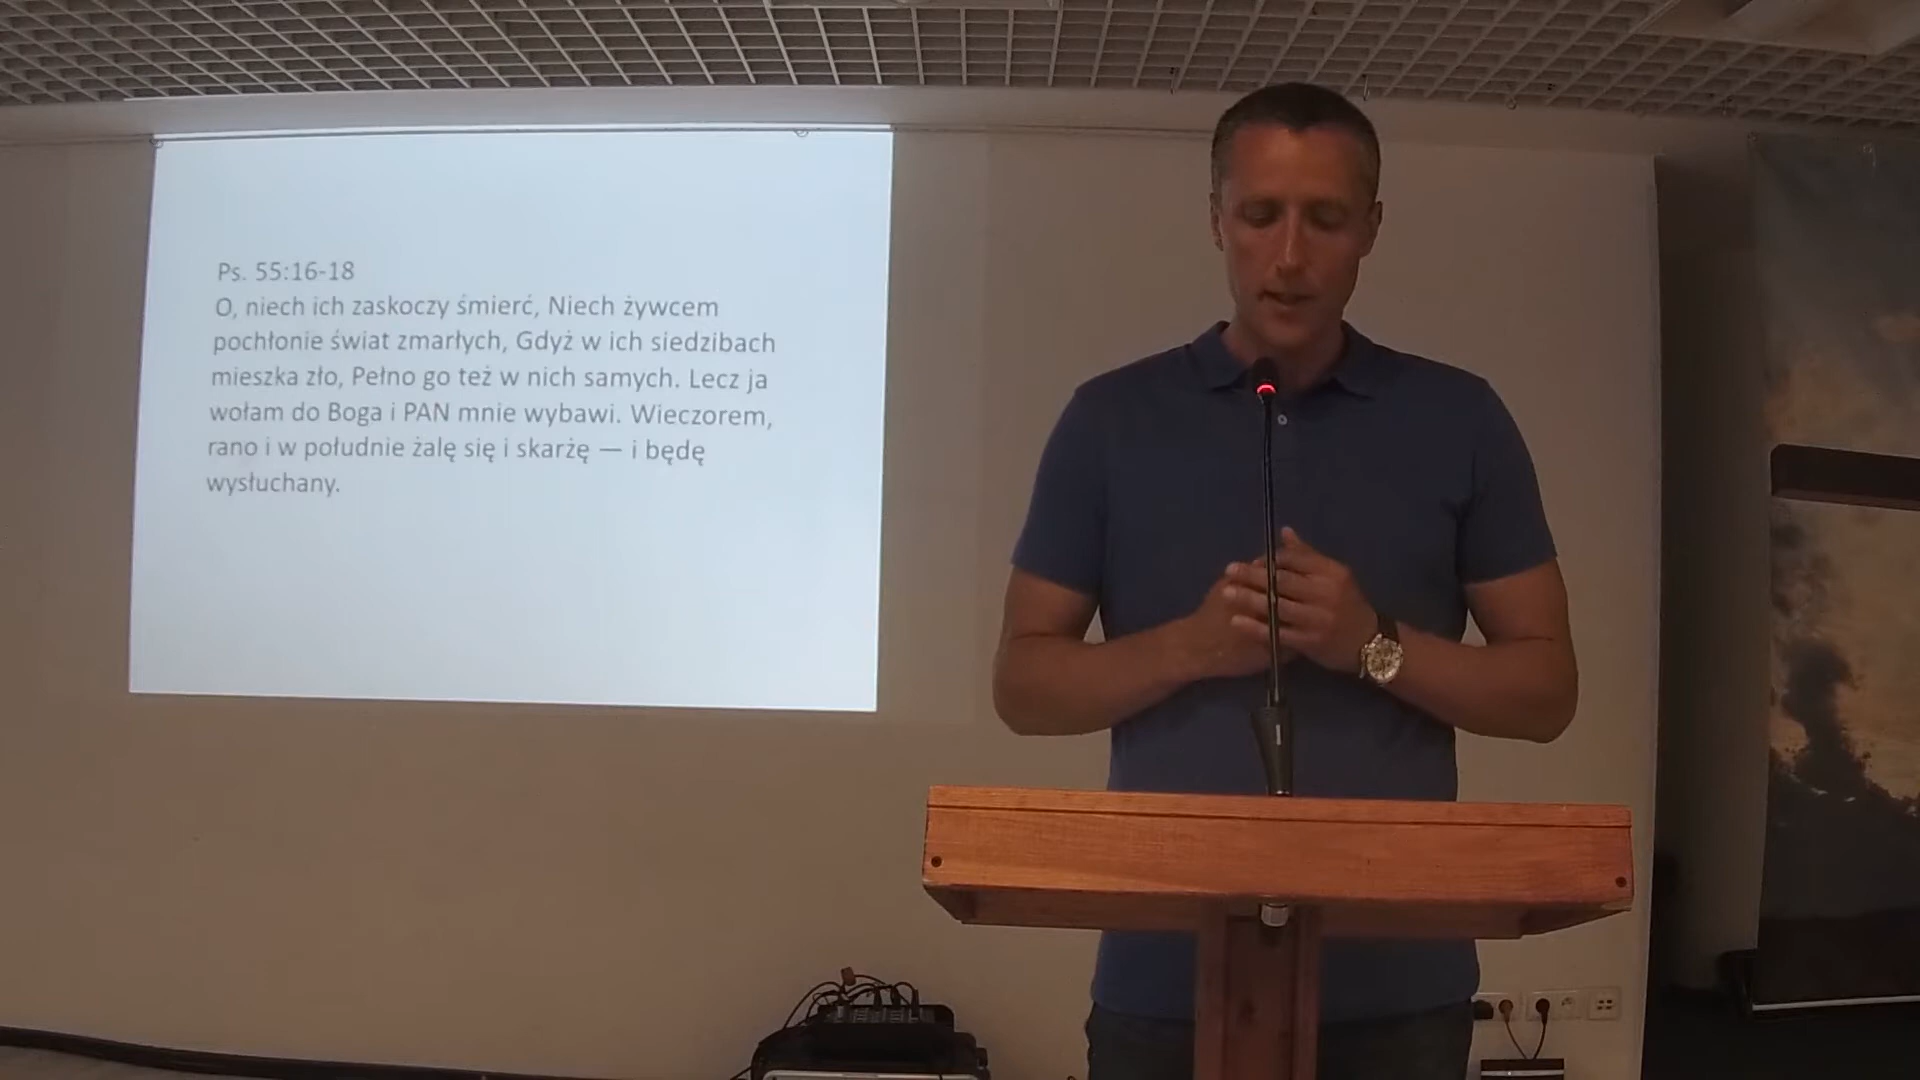 Ps. 55:16-18
O, niech ich zaskoczy śmierć, Niech żywcem
pochłonie świat zmarłych, Gdyż w ich siedzibach
mieszka zło, Pełno go też w nich samych. Lecz ja
wołam do Boga i PAN mnie wybawi. Wieczorem,
rano i w południe żalę się i skarżę — i będę
wysłuchany.